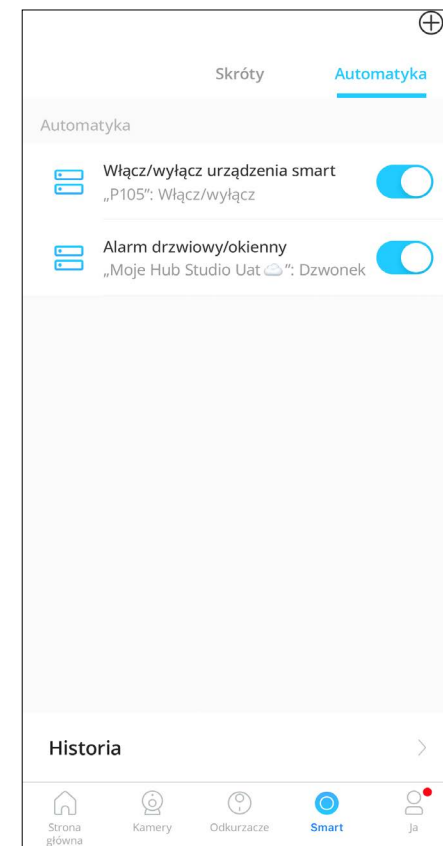 Skróty Automatyka
Automatyka
Włącz/wyłącz urządzenia smart
„P105”: Włącz/wyłącz
Alarm drzwiowy/okienny
„Moje Hub Studio Uat☁️”: Dzwonek
Historia
Strona główna
Kamery
Odkurzacze
Smart
Ja